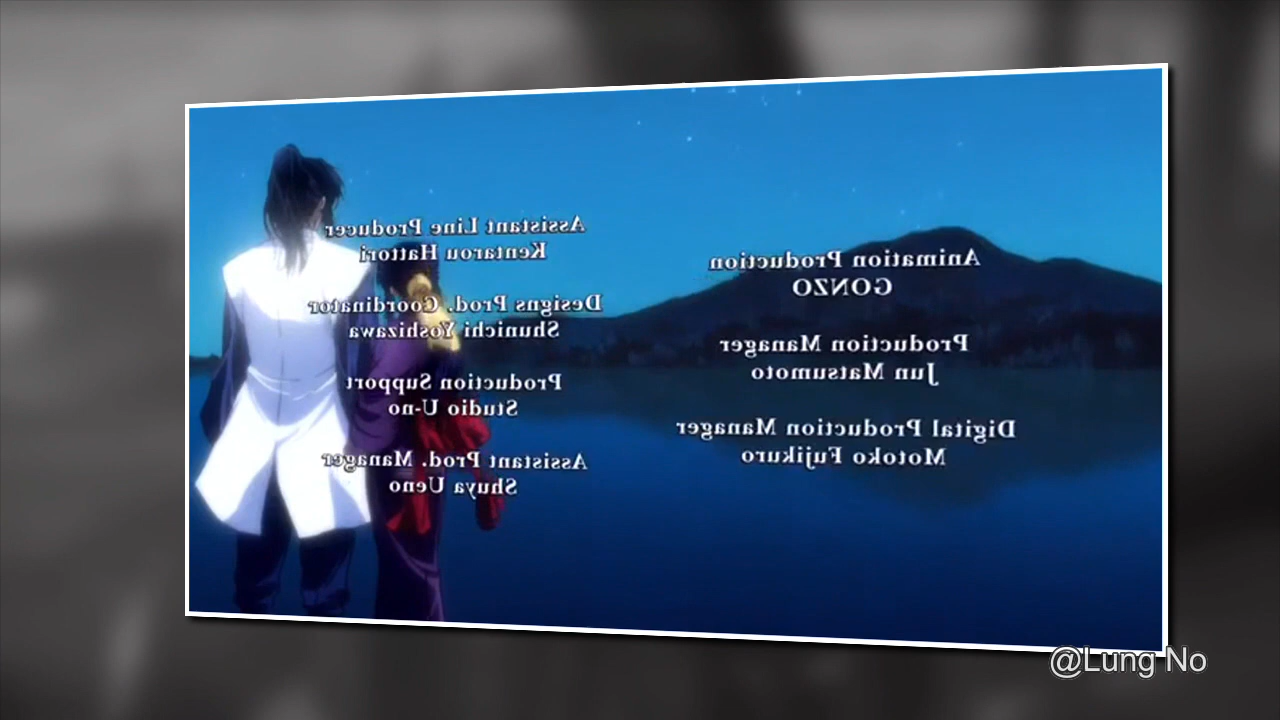 Assistant Line Producer
Kentarou Hattori
Designs Prod. Coordinator
Shunichi Yoshizawa
Production Support
Studio U-no
Assistant Prod. Manager
Shuya Ueno
Animation Production
GONZO
Production Manager
Jun Matsumoto
Digital Production Manager
Motoko Fujikuro
@Lung No